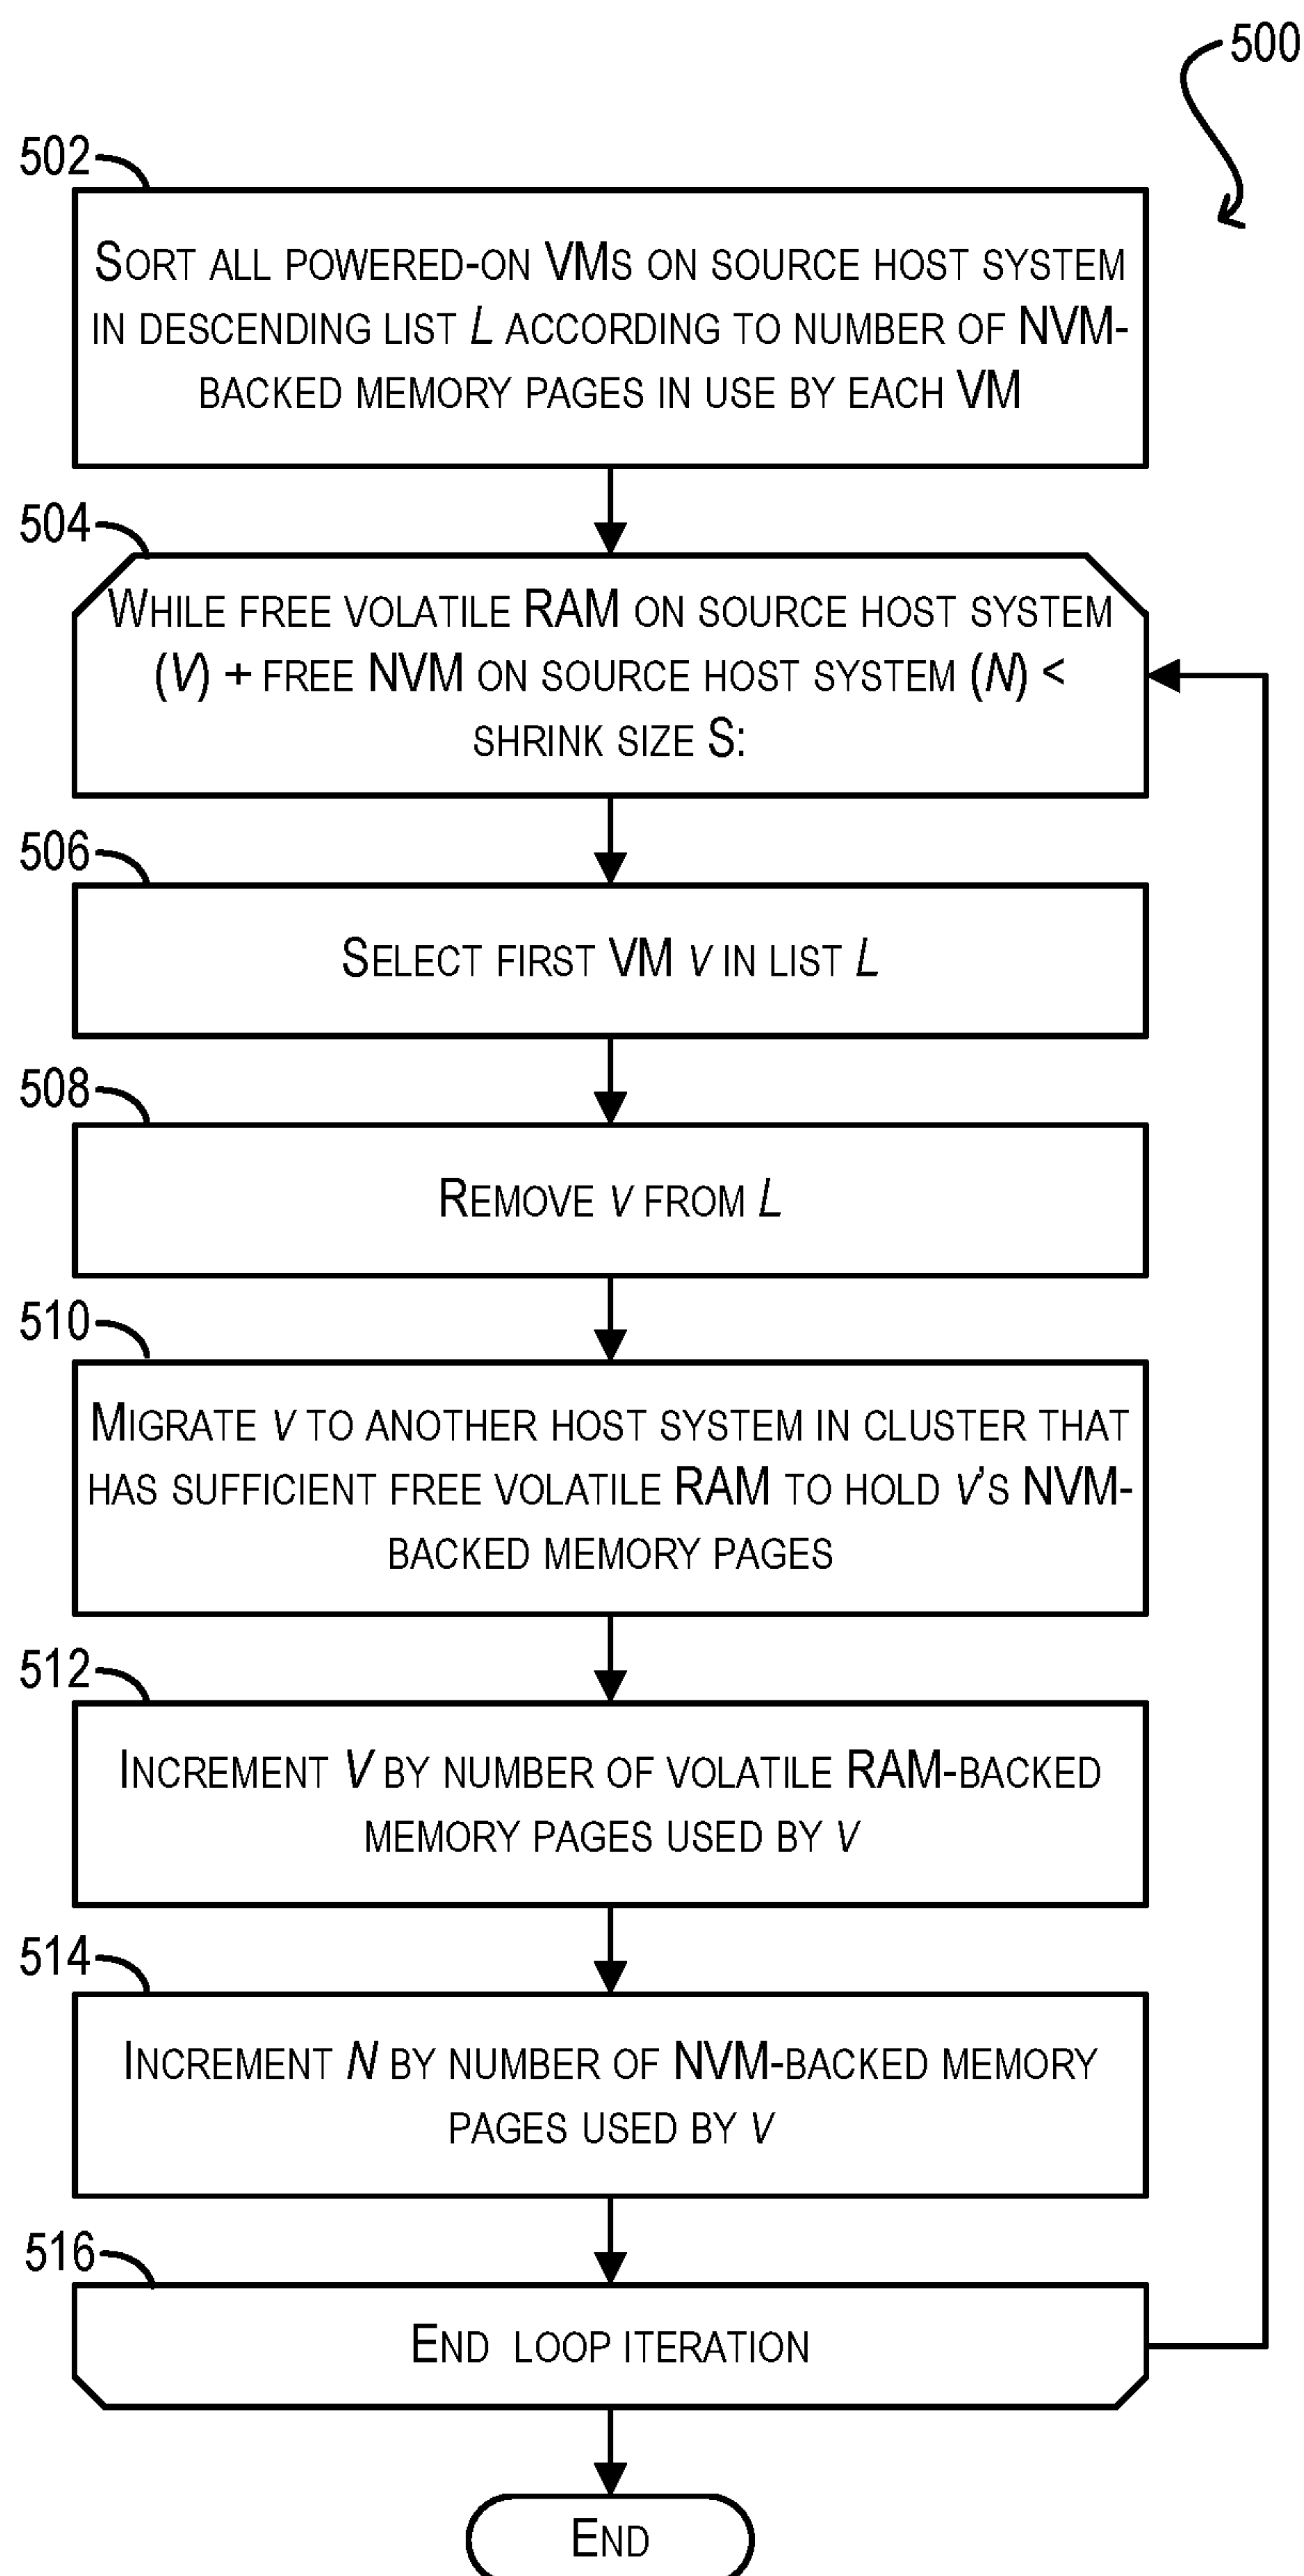 500
502
SORT ALL POWERED-ON VMS ON SOURCE HOST SYSTEM
IN DESCENDING LIST L ACCORDING TO NUMBER OF NVM-
BACKED MEMORY PAGES IN USE BY EACH VM
504
WHILE FREE VOLATILE RAM ON SOURCE HOST SYSTEM
(V) + FREE NVM ON SOURCE HOST SYSTEM (N) <
SHRINK SIZE S:
506
SELECT FIRST VM V IN LIST L
508
REMOVE V FROM L
510
MIGRATE V TO ANOTHER HOST SYSTEM IN CLUSTER THAT
HAS SUFFICIENT FREE VOLATILE RAM TO HOLD V'S NVM-
BACKED MEMORY PAGES
512
INCREMENT V BY NUMBER OF VOLATILE RAM-BACKED
MEMORY PAGES USED BY V
514
INCREMENT N BY NUMBER OF NVM-BACKED MEMORY
PAGES USED BY V
516
END LOOP ITERATION
END